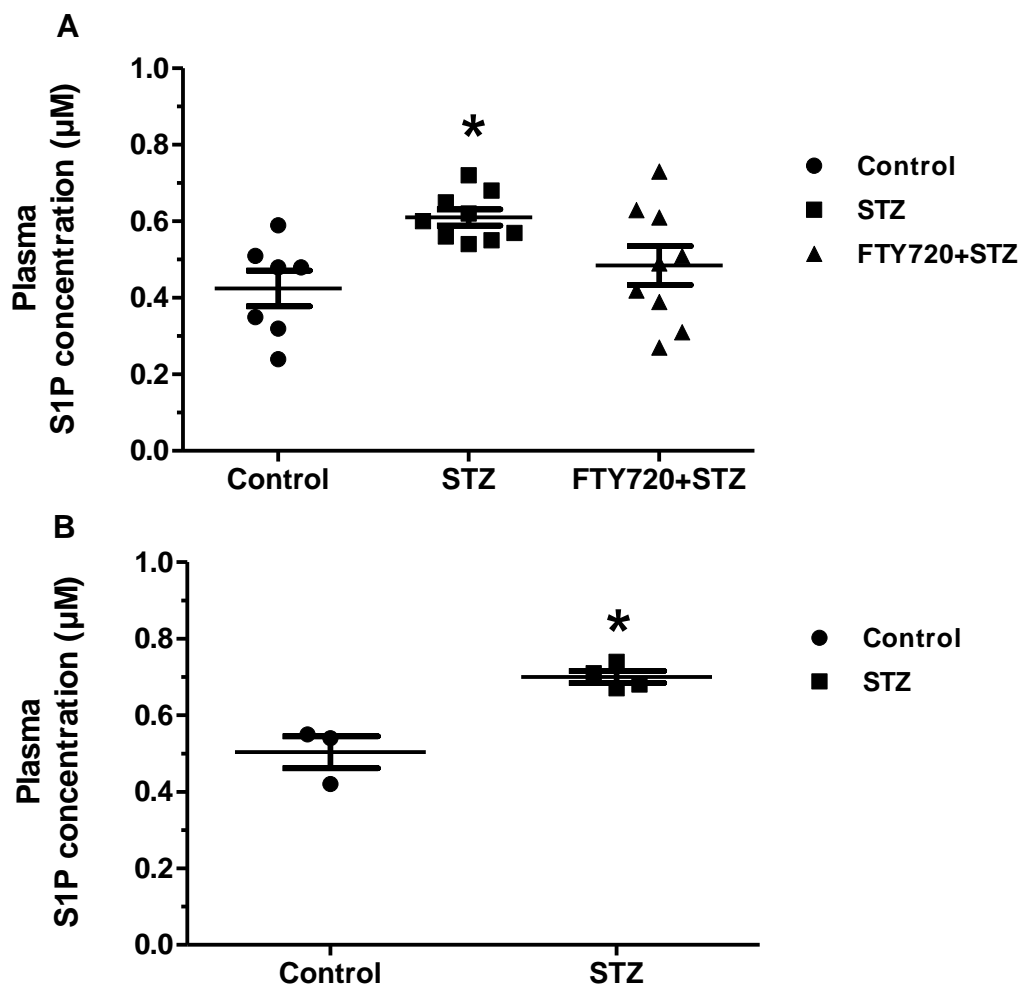 A
Plasma
S1P concentration (µM)
1.0
0.8
0.6
0.4
0.2
0.0
*
Control
STZ
FTY720+STZ
Control
STZ
FTY720+STZ
B
Plasma
S1P concentration (µM)
1.0
0.8
0.6
0.4
0.2
0.0
*
Control
STZ
Control
STZ